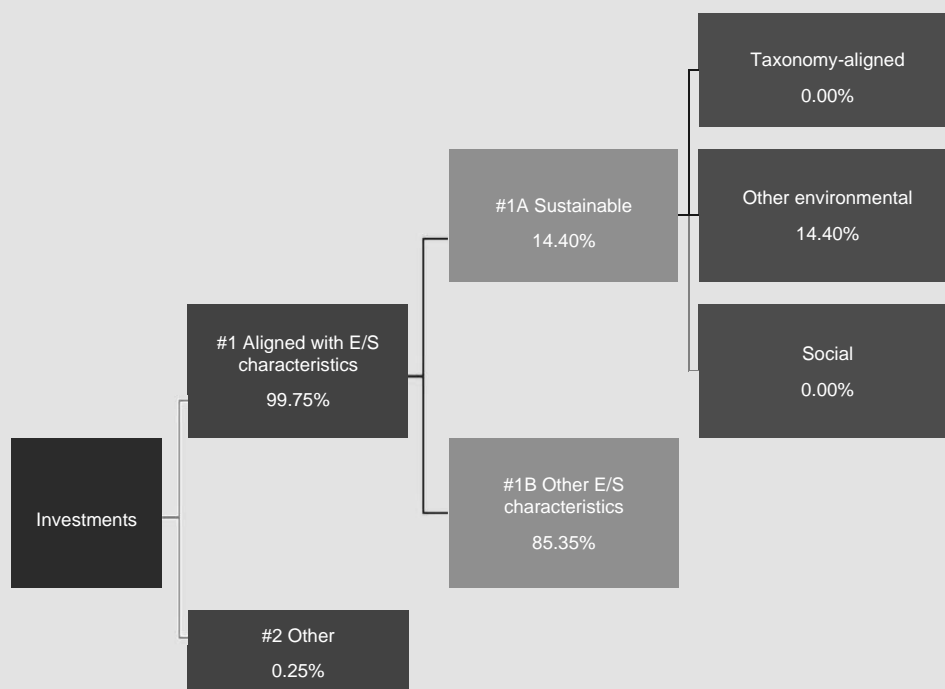 Taxonomy-aligned
0.00%
#1A Sustainable
14.40%
Other environmental
14.40%
#1 Aligned with E/S
characteristics
99.75%
Social
0.00%
Investments
#1B Other E/S
characteristics
85.35%
#2 Other
0.25%